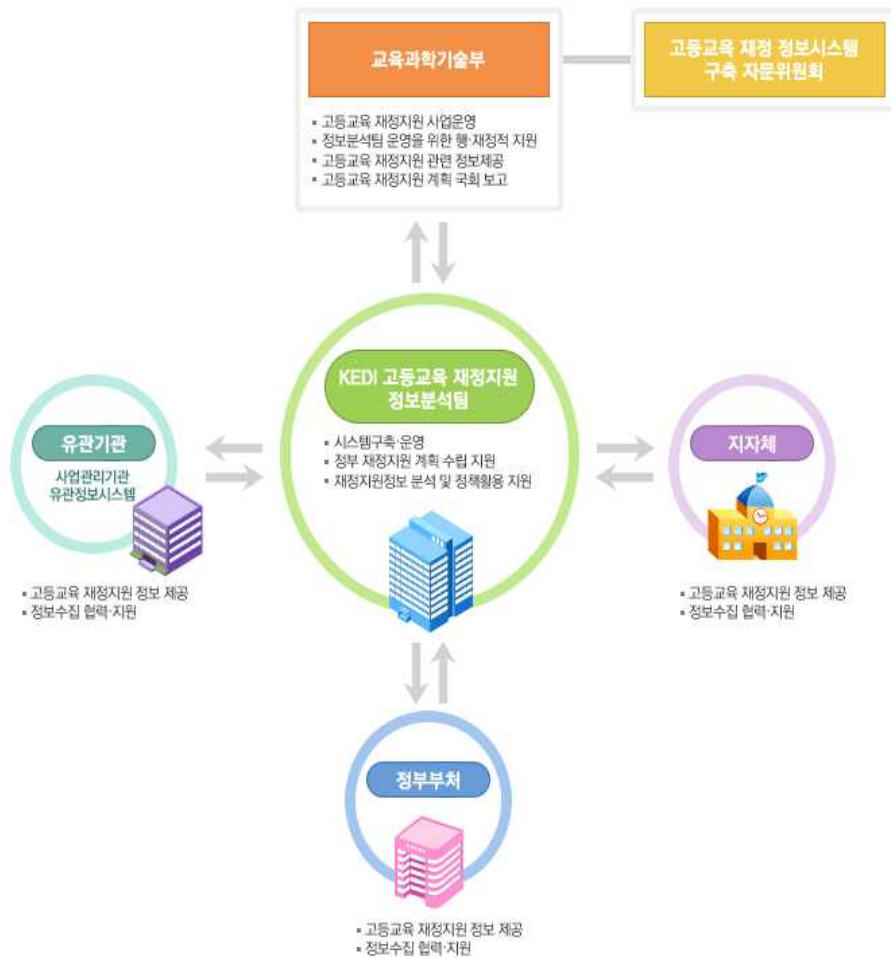 교육과학기술부
고등교육 재정 정보시스템
구축 자문위원회
▪ 고등교육 재정지원 사업운영
▪ 정보분석팀 운영을 위한 행·재정적 지원
▪ 고등교육 재정지원 관련 정보제공
▪ 고등교육 재정지원 계획 국회 보고
KEDI 고등교육 재정지원
정보분석팀
▪ 시스템구축·운영
▪ 정부 재정지원 계획 수립 지원
▪ 재정지원정보 분석 및 정책활용 지원
유관기관
사업관리기관
유관정보시스템
▪ 고등교육 재정지원 정보 제공
▪ 정보수집 협력·지원
지자체
▪ 고등교육 재정지원 정보 제공
▪ 정보수집 협력·지원
정부부처
▪ 고등교육 재정지원 정보 제공
▪ 정보수집 협력·지원